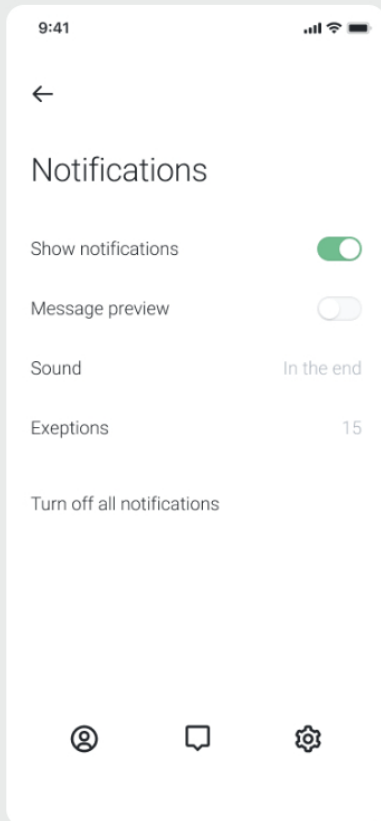 9:41
Notifications
Show notifications
Message preview
Sound In the end
Exeptions 15
Turn off all notifications